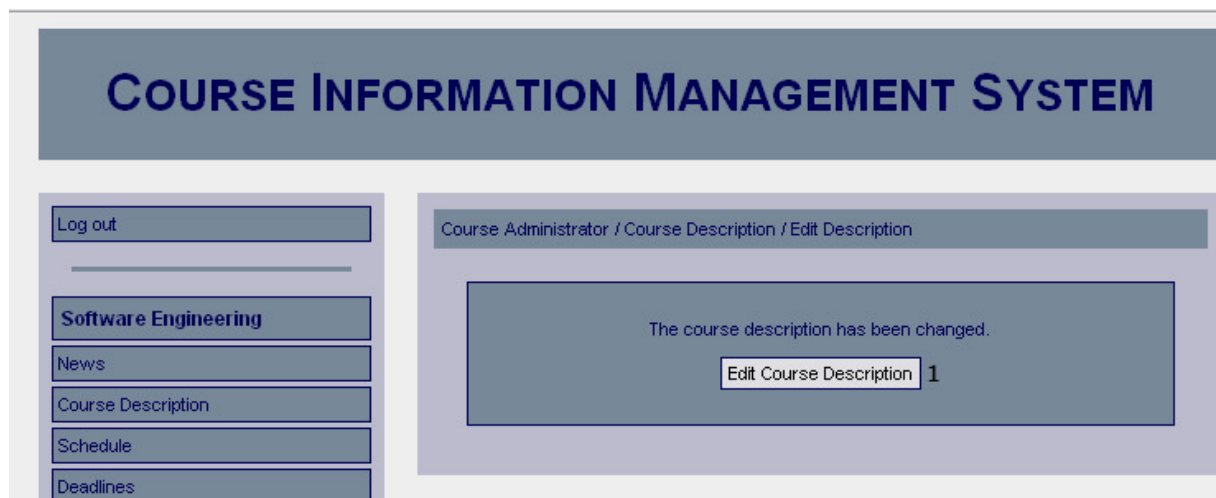 COURSE INFORMATION MANAGEMENT SYSTEM
Log out
Software Engineering
News
Course Description
Schedule
Deadlines
Course Administrator / Course Description / Edit Description
The course description has been changed.
Edit Course Description 1